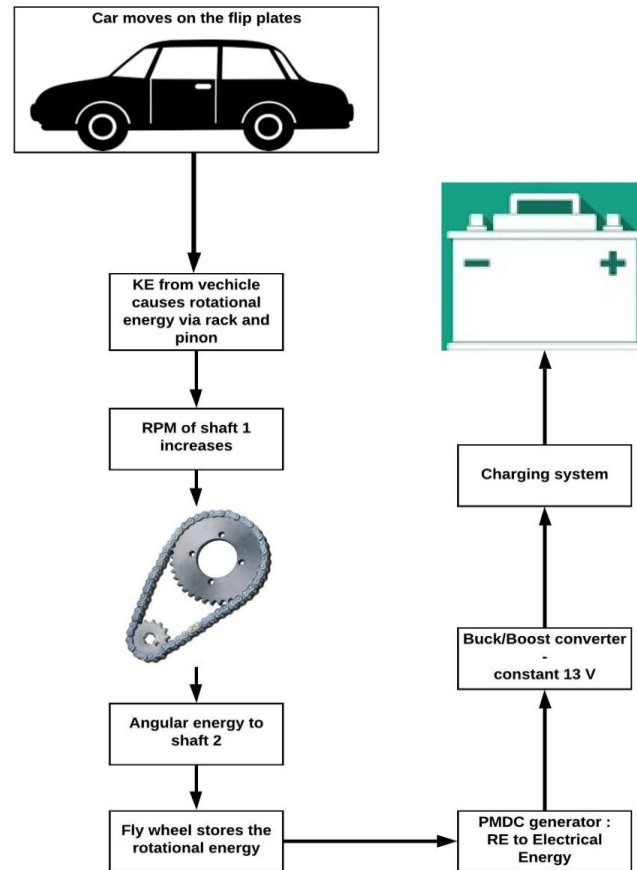 Car moves on the flip plates
KE from vechicle
causes rotational
energy via rack and
pinon
RPM of shaft 1
increases
Angular energy to
shaft 2
Fly wheel stores the
rotational energy
PMDC generator :
RE to Electrical
Energy
Buck/Boost converter
-
constant 13 V
Charging system
- +